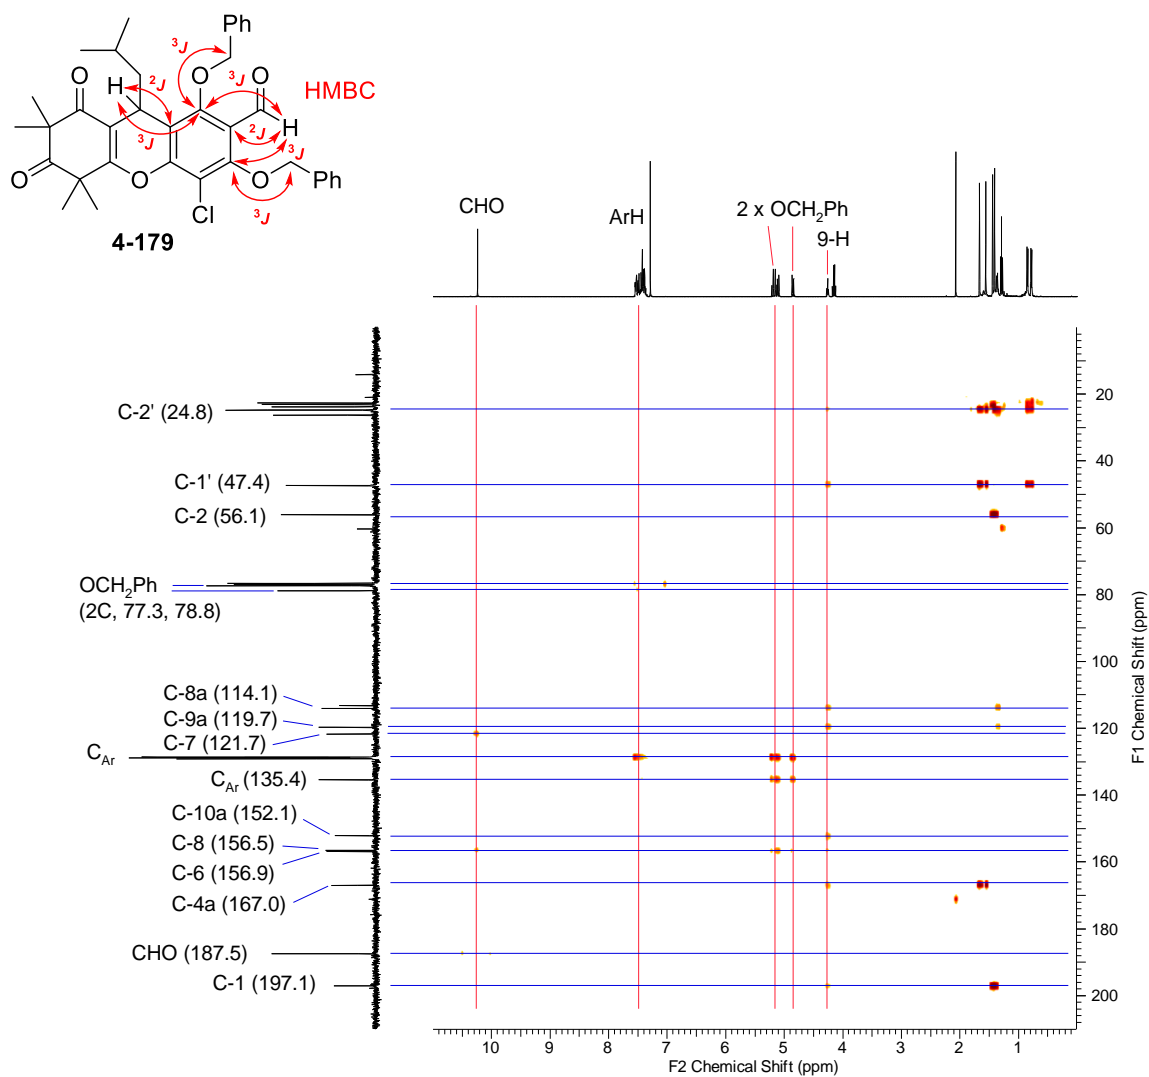 Ph
³J
O
O
³J
HMBC
H
²J
O
H
³J
²J
³J
O
O
O
Ph
Cl
³J
4-179
CHO
ArH
2 x OCH₂Ph
9-H
C-2' (24.8)
C-1' (47.4)
C-2 (56.1)
OCH₂Ph
(2C, 77.3, 78.8)
C-8a (114.1)
C-9a (119.7)
C-7 (121.7)
C_Ar
C_Ar (135.4)
C-10a (152.1)
C-8 (156.5)
C-6 (156.9)
C-4a (167.0)
CHO (187.5)
C-1 (197.1)
20
40
60
80
100
120
140
160
180
200
F1 Chemical Shift (ppm)
10 9 8 7 6 5 4 3 2 1
F2 Chemical Shift (ppm)